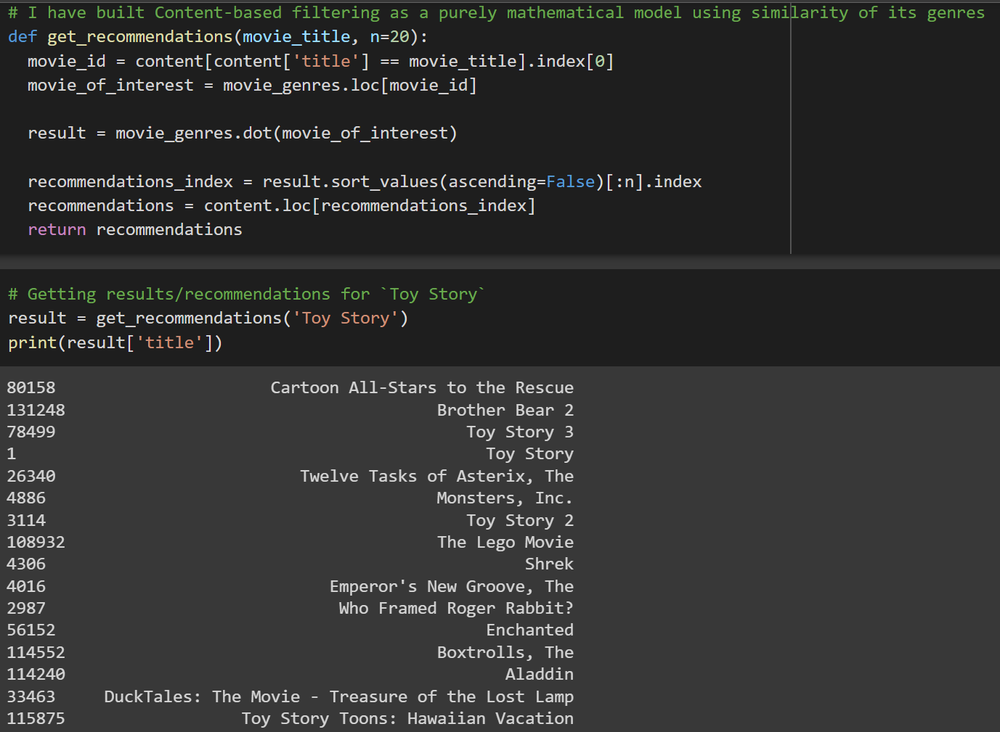 # I have built Content-based filtering as a purely mathematical model using similarity of its genres
def get_recommendations(movie_title, n=20):
  movie_id = content[content['title'] == movie_title].index[0]
  movie_of_interest = movie_genres.loc[movie_id]

  result = movie_genres.dot(movie_of_interest)

  recommendations_index = result.sort_values(ascending=False)[:n].index
  recommendations = content.loc[recommendations_index]
  return recommendations

# Getting results/recommendations for `Toy Story`
result = get_recommendations('Toy Story')
print(result['title'])

80158                      Cartoon All-Stars to the Rescue
131248                                      Brother Bear 2
78499                                          Toy Story 3
1                                                Toy Story
26340                         Twelve Tasks of Asterix, The
4886                                        Monsters, Inc.
3114                                           Toy Story 2
108932                                      The Lego Movie
4306                                                 Shrek
4016                             Emperor's New Groove, The
2987                              Who Framed Roger Rabbit?
56152                                            Enchanted
114552                                      Boxtrolls, The
114240                                             Aladdin
33463     DuckTales: The Movie - Treasure of the Lost Lamp
115875                  Toy Story Toons: Hawaiian Vacation